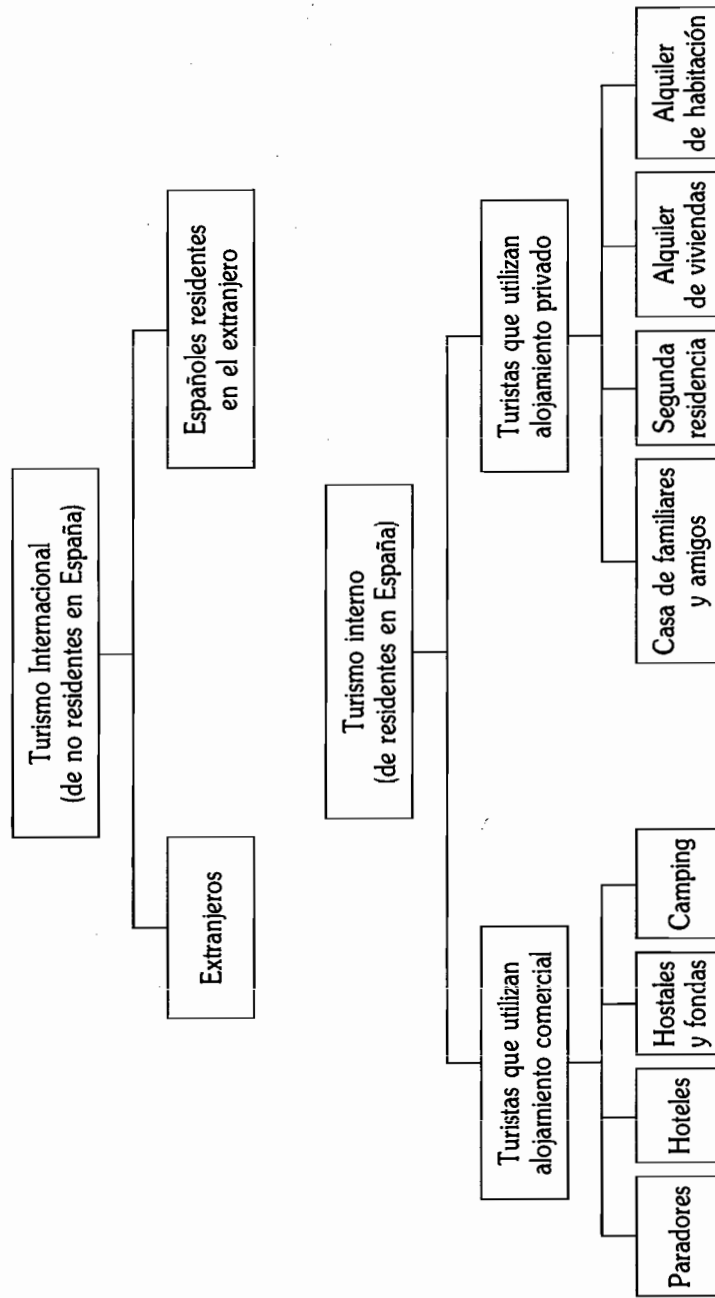 Turismo Internacional
(de no residentes en España)
Extranjeros
Españoles residentes
en el extranjero
Turismo interno
(de residentes en España)
Turistas que utilizan
alojamiento comercial
Turistas que utilizan
alojamiento privado
Paradores
Hoteles
Hostales
y fondas
Camping
Casa de familiares
y amigos
Segunda
residencia
Alquiler
de viviendas
Alquiler
de habitación